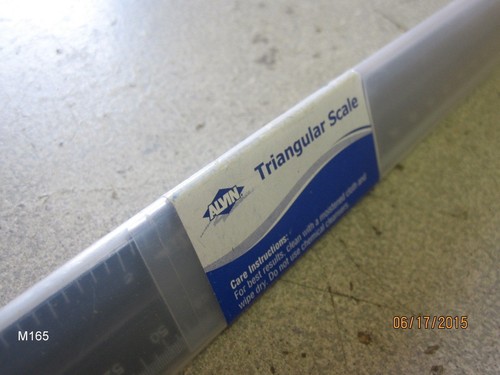 ALVIN
Triangular Scale
Care Instructions:
For best results, clean with a moistened cloth and
wipe dry. Do not use chemical cleaners.
M165
06/17/2015